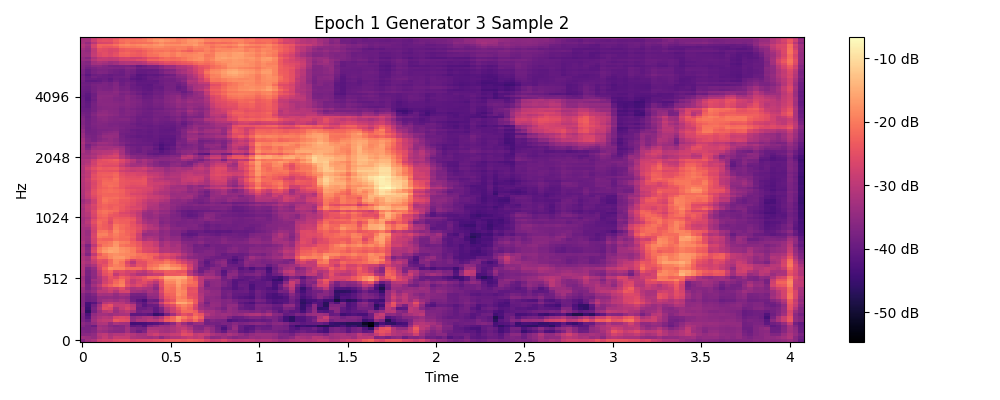 Epoch 1 Generator 3 Sample 2
Hz
4096
2048
1024
512
0
0 0.5 1 1.5 2 2.5 3 3.5 4
Time
-10 dB
-20 dB
-30 dB
-40 dB
-50 dB